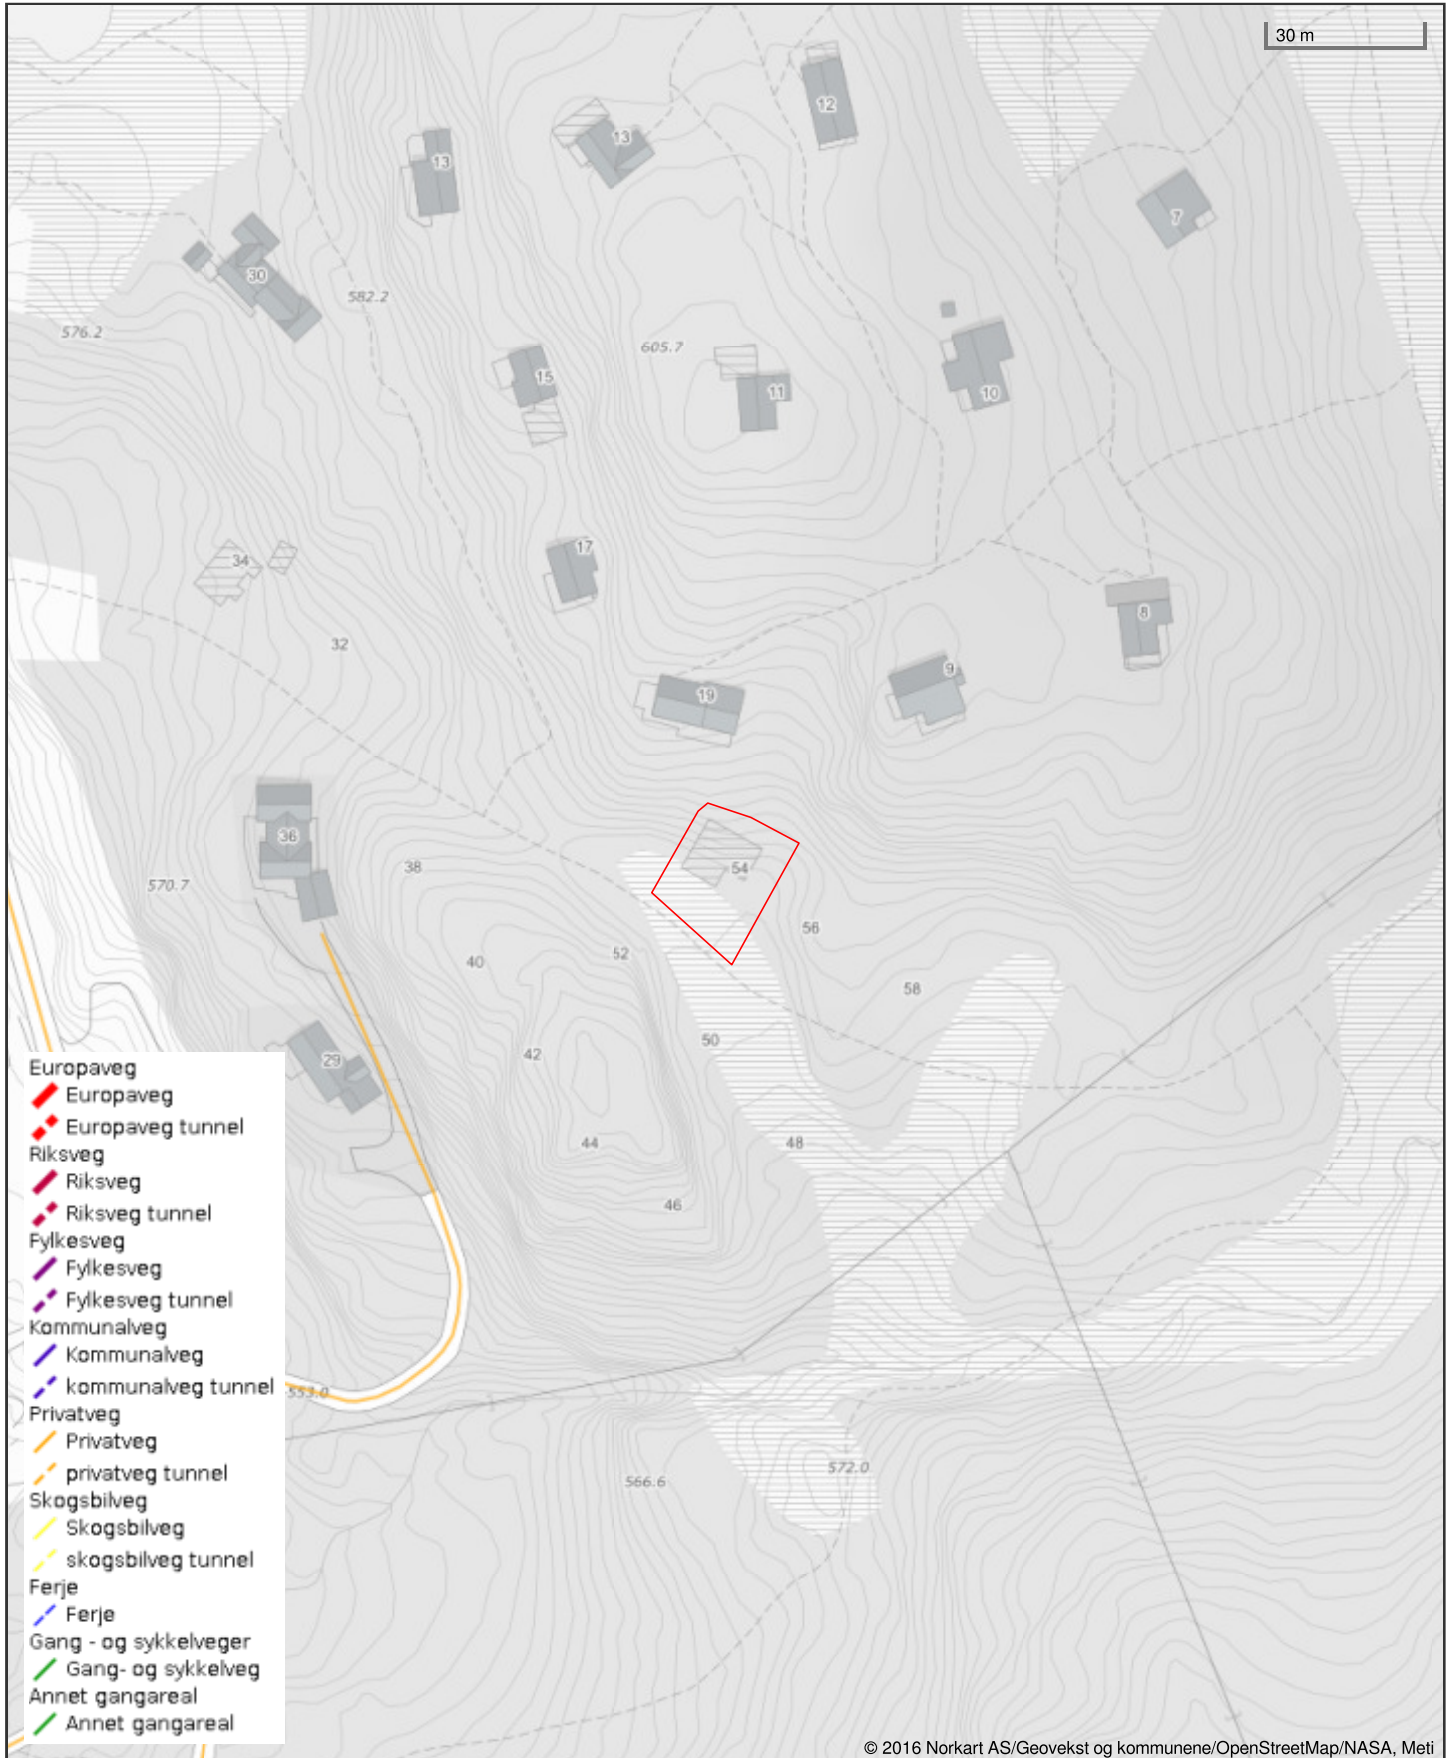 30 m
12
13
13
7
30
582.2
576.2
605.7
15
11
10
17
34
8
32
9
19
36
38
54
570.7
56
52
40
58
50
42
29
44
48
46
553.0
566.6
572.0
Europaveg
Europaveg
Europaveg tunnel
Riksveg
Riksveg
Riksveg tunnel
Fylkesveg
Fylkesveg
Fylkesveg tunnel
Kommunalveg
Kommunalveg
kommunalveg tunnel
Privatveg
Privatveg
privatveg tunnel
Skogsbilveg
Skogsbilveg
skogsbilveg tunnel
Ferje
Ferje
Gang - og sykkelveger
Gang- og sykkelveg
Annet gangareal
Annet gangareal
© 2016 Norkart AS/Geovekst og kommunene/OpenStreetMap/NASA, Meti